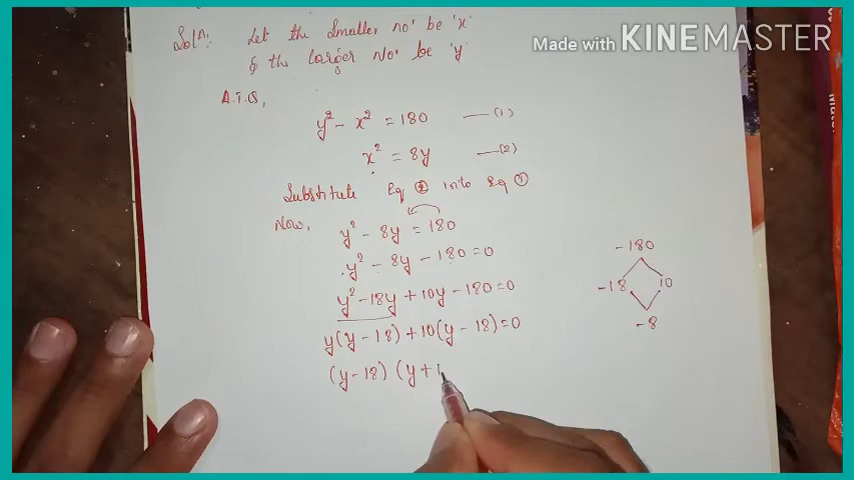 Made with KINEMASTER
Solⁿ: Let the Smaller no' be 'x'
& the larger No' be 'y'
A.T.Q,
y² - x² = 180 —(1)
x² = 8y —(2)
Substitute Eq ② into Eq ①
Now, y² - 8y = 180
y² - 8y - 180 = 0
y² - 18y + 10y - 180 = 0
y(y - 18) + 10(y - 18) = 0
(y - 18) (y + 1
- 180
- 18 10
- 8